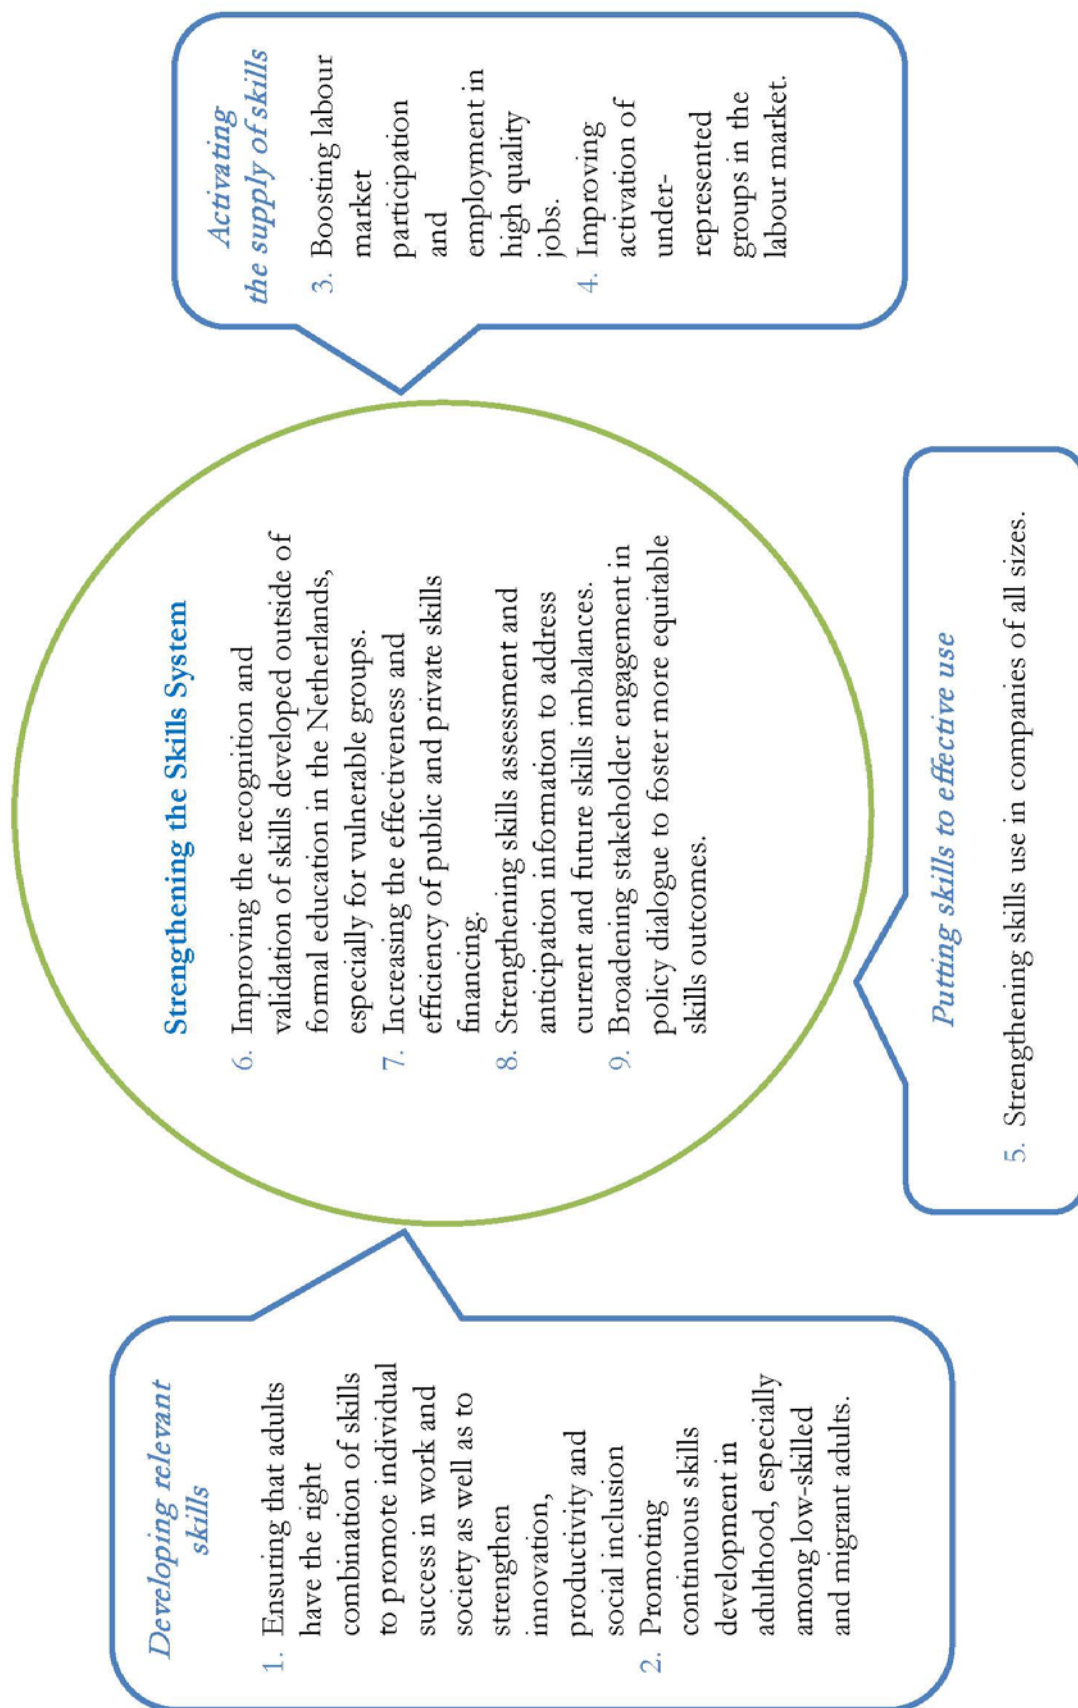 Developing relevant
skills
1. Ensuring that adults
have the right
combination of skills
to promote individual
success in work and
society as well as to
strengthen
innovation,
productivity and
social inclusion
2. Promoting
continuous skills
development in
adulthood, especially
among low-skilled
and migrant adults.
Strengthening the Skills System
6. Improving the recognition and
validation of skills developed outside of
formal education in the Netherlands,
especially for vulnerable groups.
7. Increasing the effectiveness and
efficiency of public and private skills
financing.
8. Strengthening skills assessment and
anticipation information to address
current and future skills imbalances.
9. Broadening stakeholder engagement in
policy dialogue to foster more equitable
skills outcomes.
Activating
the supply of skills
3. Boosting labour
market
participation
and
employment in
high quality
jobs.
4. Improving
activation of
under-
represented
groups in the
labour market.
Putting skills to effective use
5. Strengthening skills use in companies of all sizes.